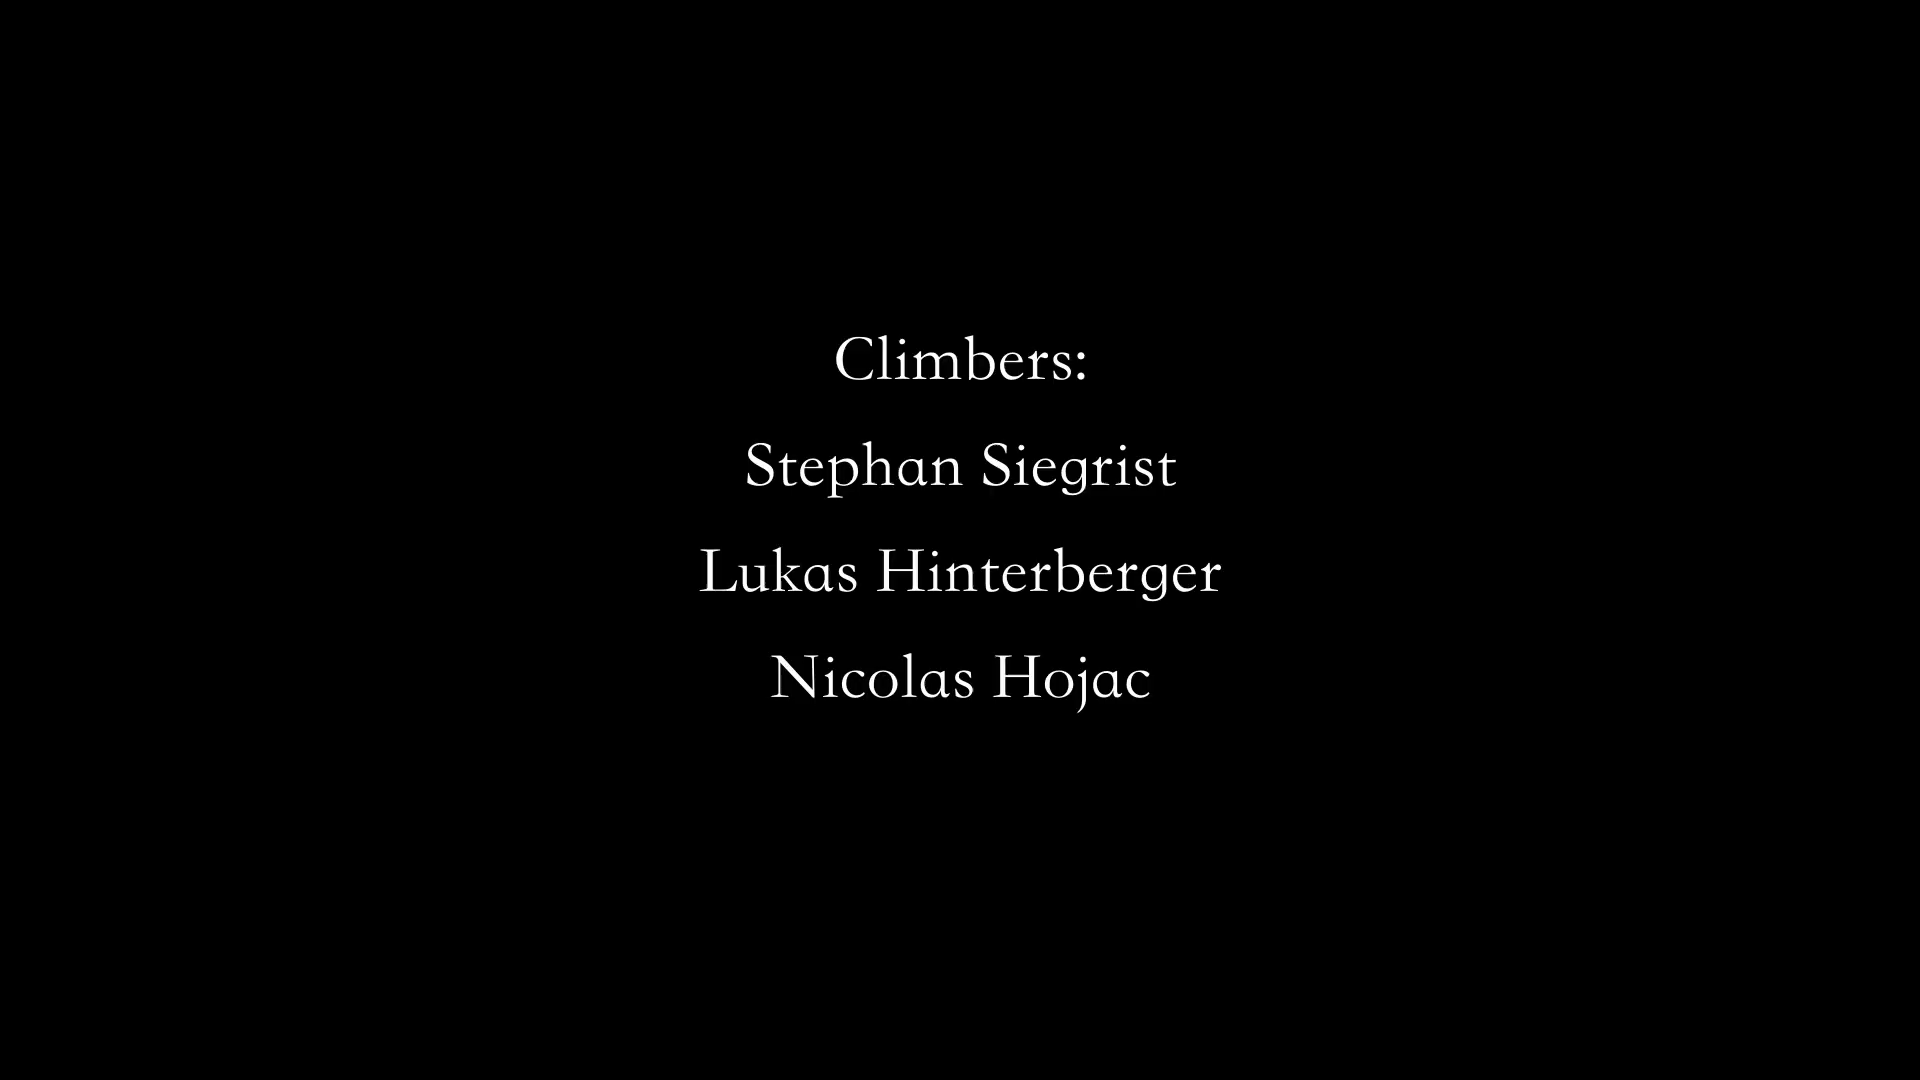 Climbers:
Stephan Siegrist
Lukas Hinterberger
Nicolas Hojac